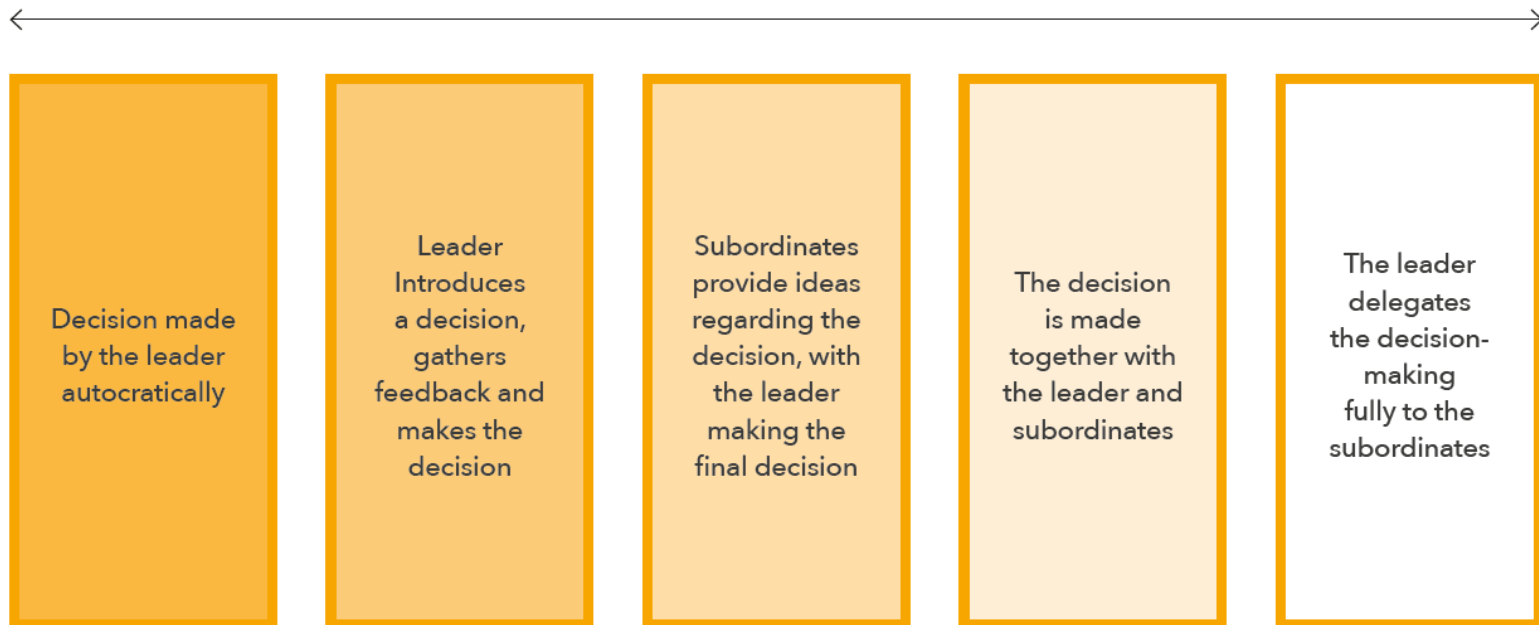 Decision made
by the leader
autocratically
Leader
Introduces
a decision,
gathers
feedback and
makes the
decision
Subordinates
provide ideas
regarding the
decision, with
the leader
making the
final decision
The decision
is made
together with
the leader and
subordinates
The leader
delegates
the decision-
making
fully to the
subordinates